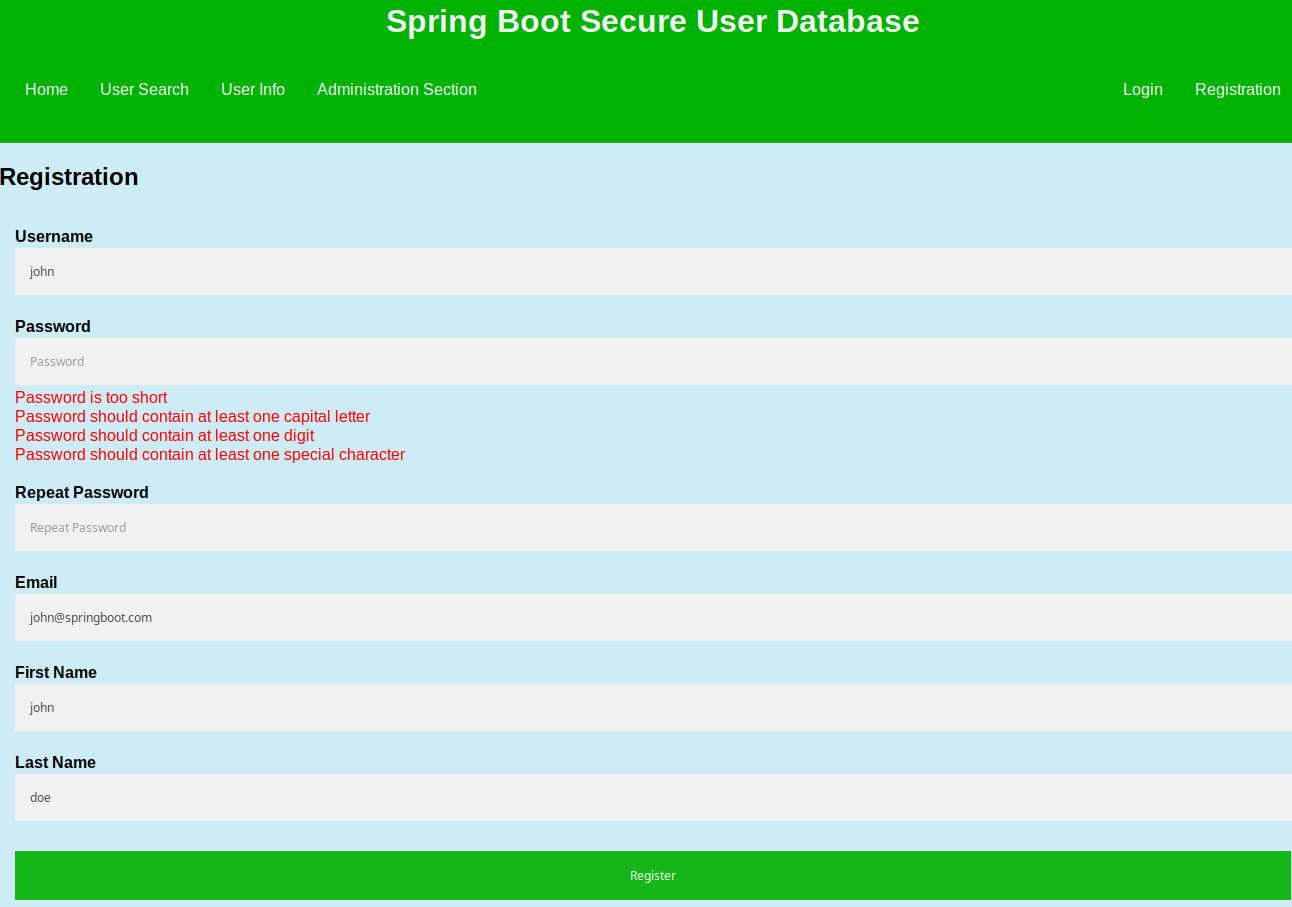 Spring Boot Secure User Database
Home User Search User Info Administration Section Login Registration
Registration
Username
john
Password
Password
Password is too short
Password should contain at least one capital letter
Password should contain at least one digit
Password should contain at least one special character
Repeat Password
Repeat Password
Email
john@springboot.com
First Name
john
Last Name
doe
Register